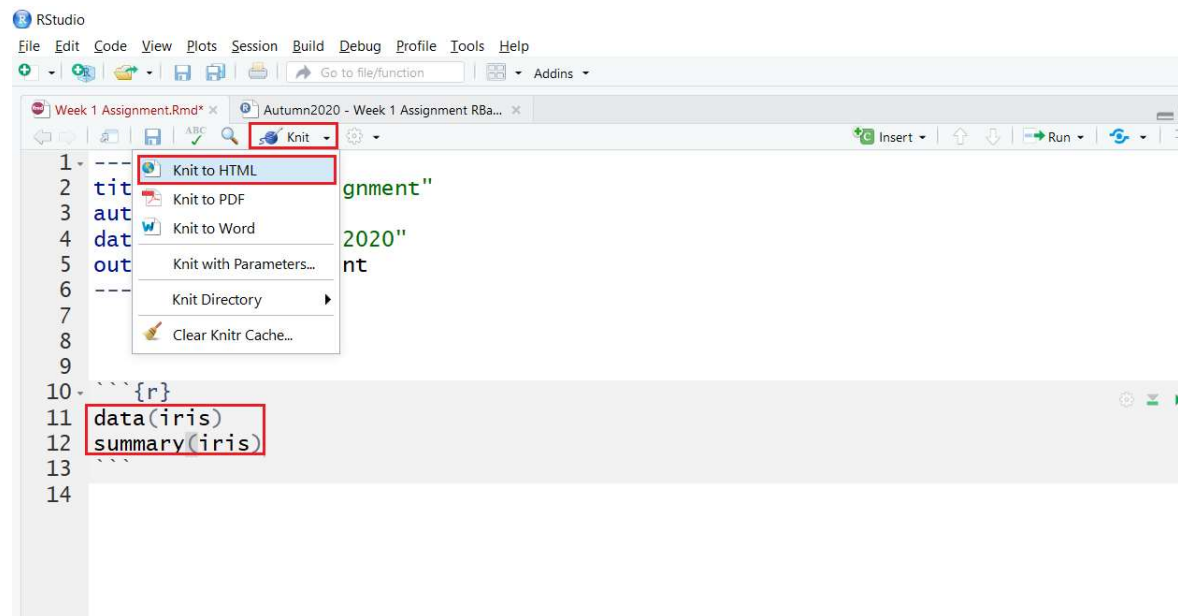 RStudio
File Edit Code View Plots Session Build Debug Profile Tools Help
Go to file/function Addins
Week 1 Assignment.Rmd* Autumn2020 - Week 1 Assignment RBa...
ABC Knit Insert Run
1 ---
Knit to HTML
2 tit gnment"
Knit to PDF
3 aut
Knit to Word
4 dat 2020"
Knit with Parameters...
5 out nt
6 ---
Knit Directory
7
Clear Knitr Cache...
8
9
10 ```{r}
11 data(iris)
12 summary(iris)
13 ```
14